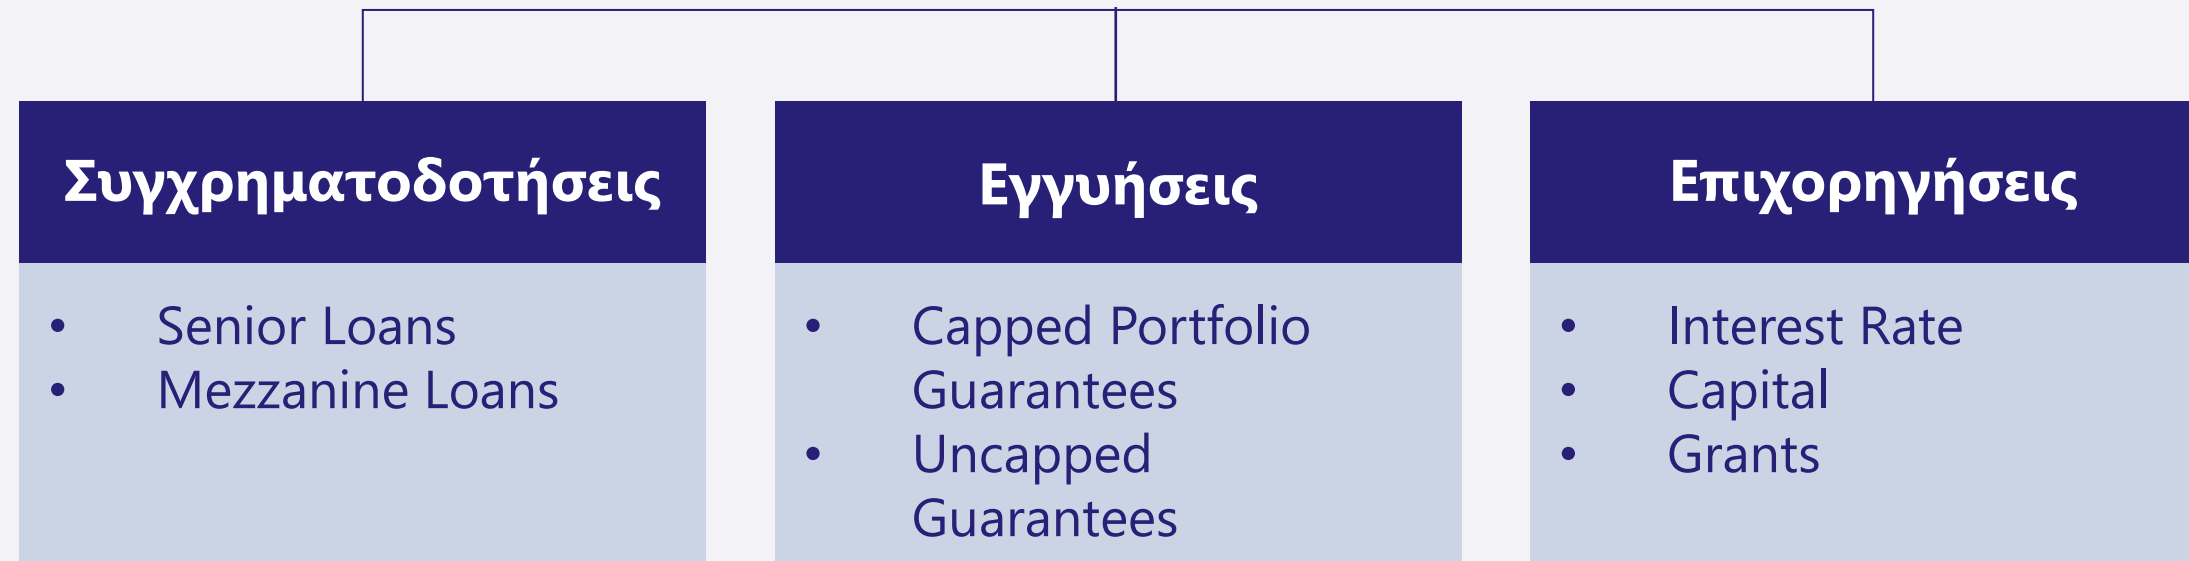 Συγχρηματοδοτήσεις
• Senior Loans
• Mezzanine Loans
Εγγυήσεις
• Capped Portfolio
Guarantees
• Uncapped
Guarantees
Επιχορηγήσεις
• Interest Rate
• Capital
• Grants